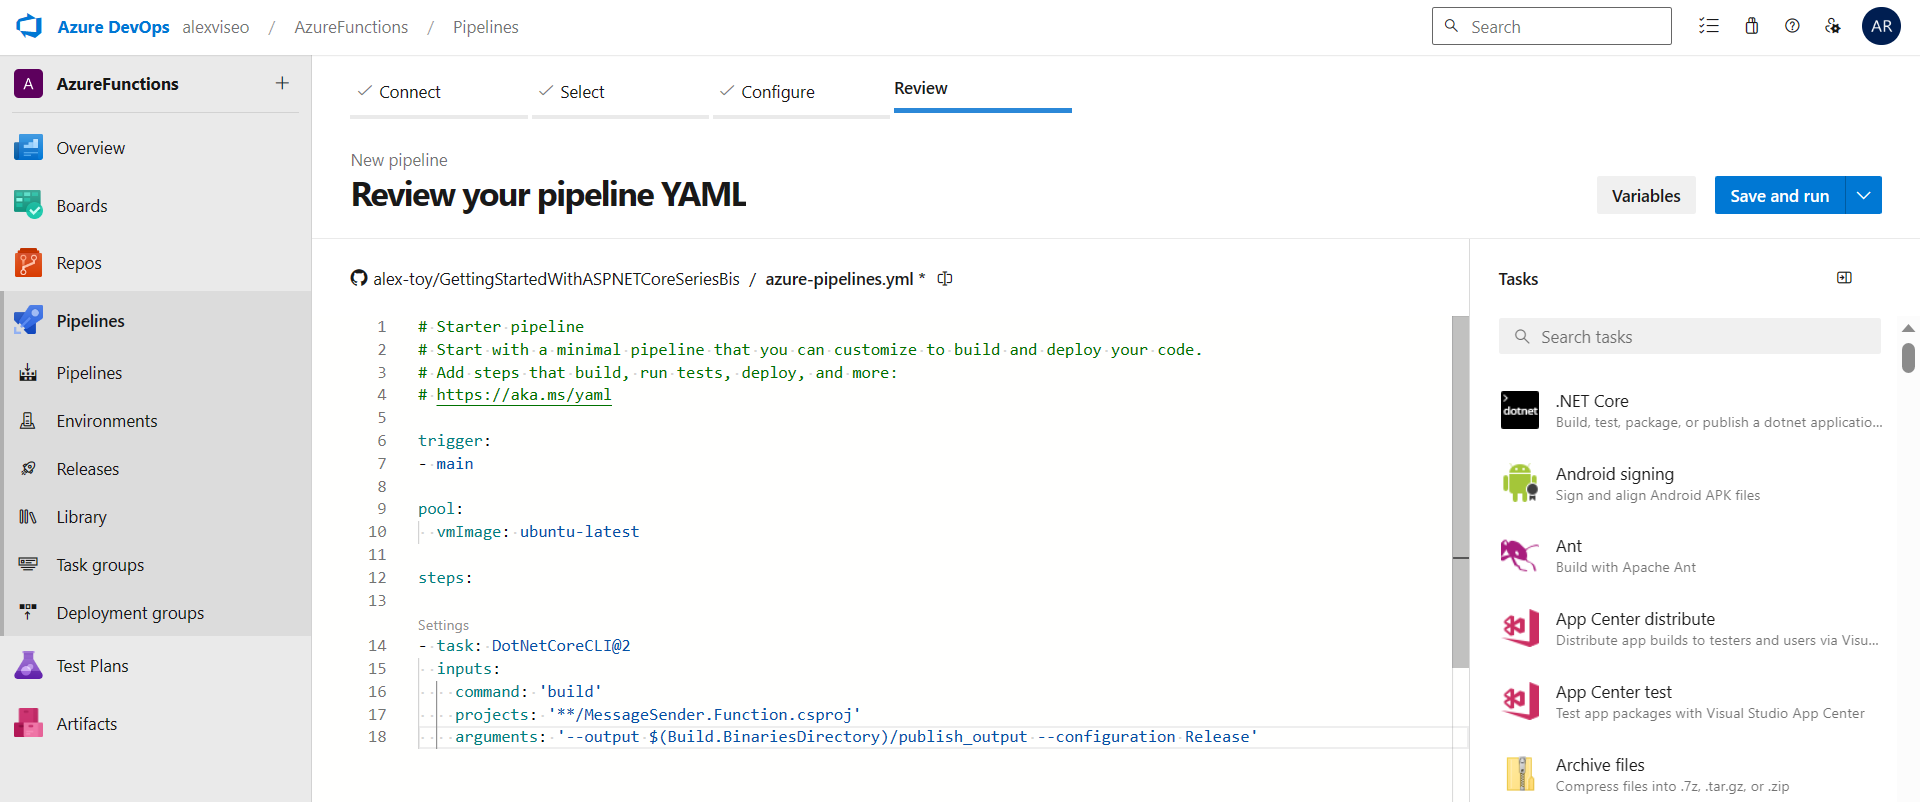 Azure DevOps alexviseo / AzureFunctions / Pipelines
Search
AR
A AzureFunctions +
Overview
Boards
Repos
Pipelines
Pipelines
Environments
Releases
Library
Task groups
Deployment groups
Test Plans
Artifacts
Connect
Select
Configure
Review
New pipeline
Review your pipeline YAML
Variables
Save and run
alex-toy/GettingStartedWithASPNETCoreSeriesBis / azure-pipelines.yml *
1 # Starter pipeline
2 # Start with a minimal pipeline that you can customize to build and deploy your code.
3 # Add steps that build, run tests, deploy, and more:
4 # https://aka.ms/yaml
5
6 trigger:
7 - main
8
9 pool:
10   vmImage: ubuntu-latest
11
12 steps:
13
Settings
14 - task: DotNetCoreCLI@2
15   inputs:
16     command: 'build'
17     projects: '**/MessageSender.Function.csproj'
18     arguments: '--output $(Build.BinariesDirectory)/publish_output --configuration Release'
Tasks
Search tasks
dotnet
.NET Core
Build, test, package, or publish a dotnet applicatio...
Android signing
Sign and align Android APK files
Ant
Build with Apache Ant
App Center distribute
Distribute app builds to testers and users via Visu...
App Center test
Test app packages with Visual Studio App Center
Archive files
Compress files into .7z, .tar.gz, or .zip